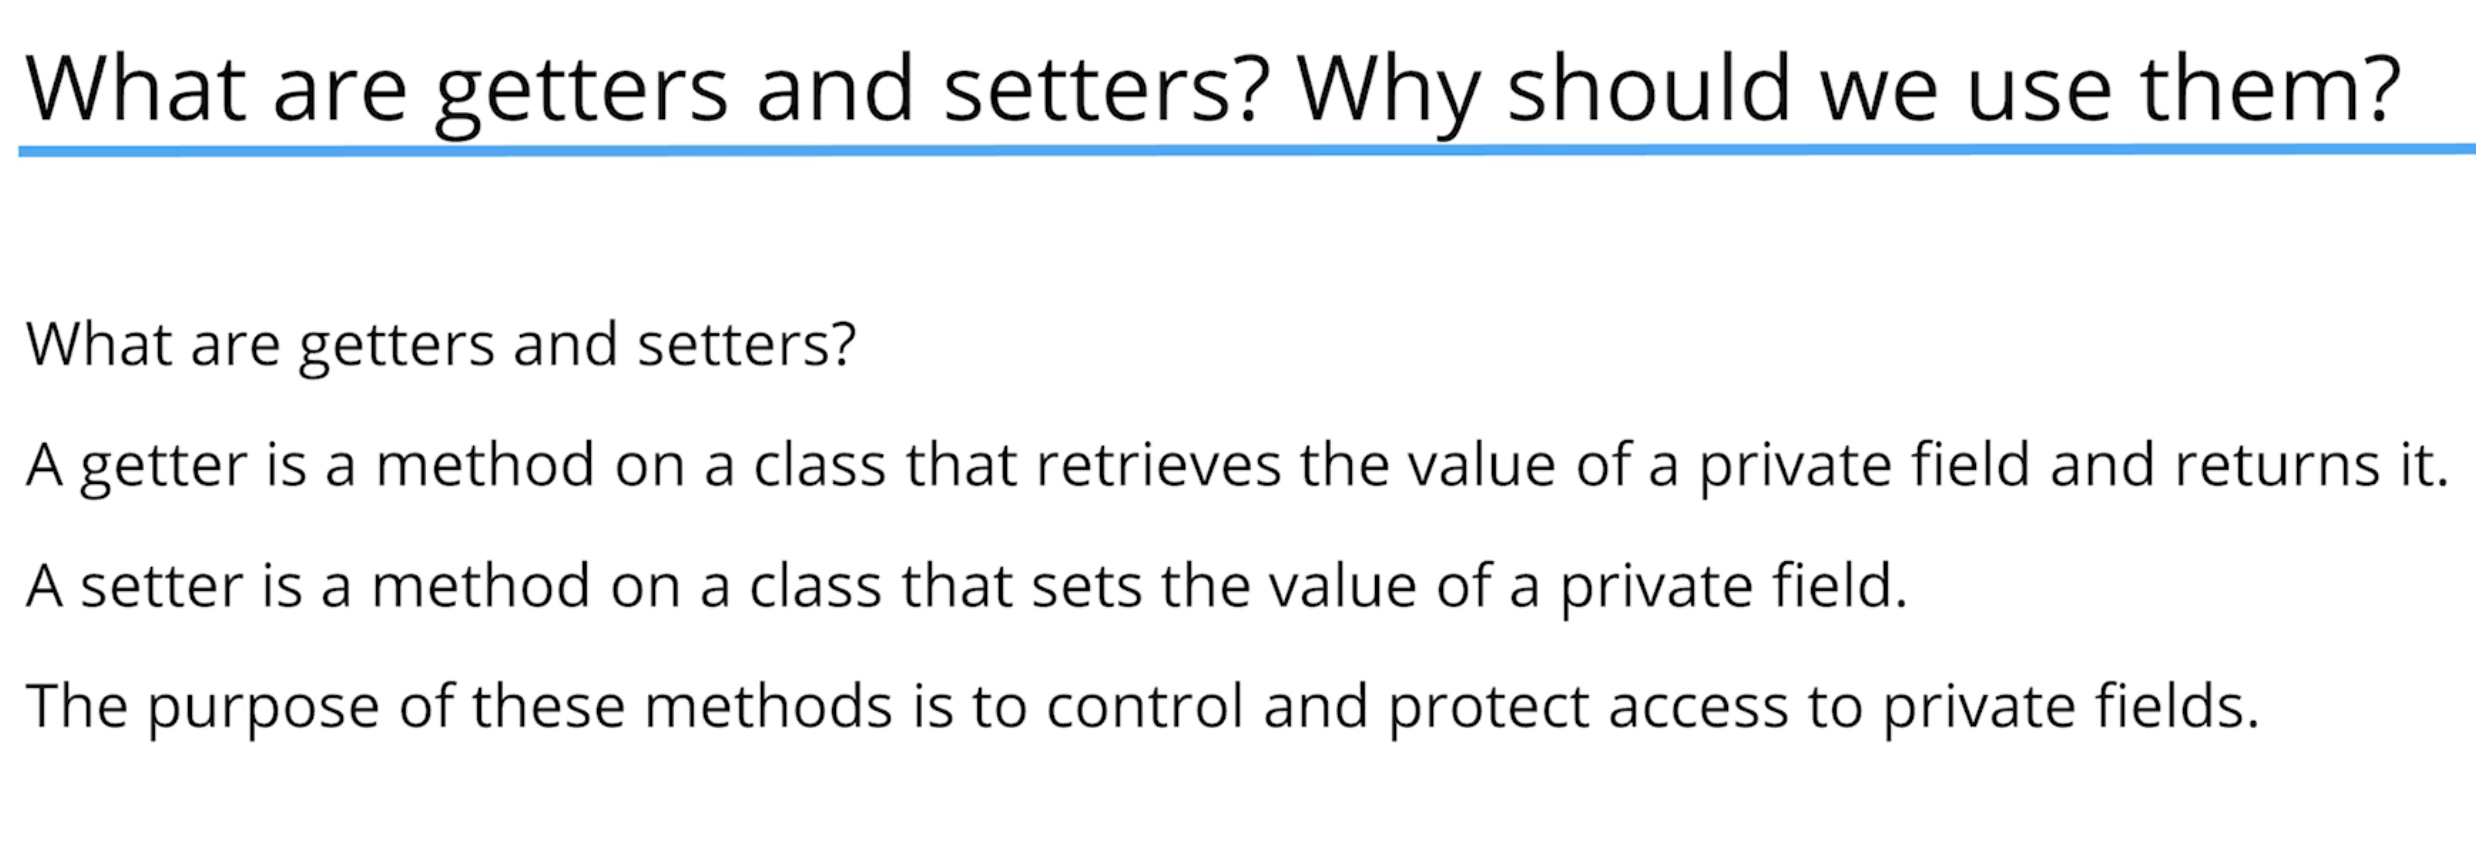 What are getters and setters? Why should we use them?
What are getters and setters?
A getter is a method on a class that retrieves the value of a private field and returns it.
A setter is a method on a class that sets the value of a private field.
The purpose of these methods is to control and protect access to private fields.